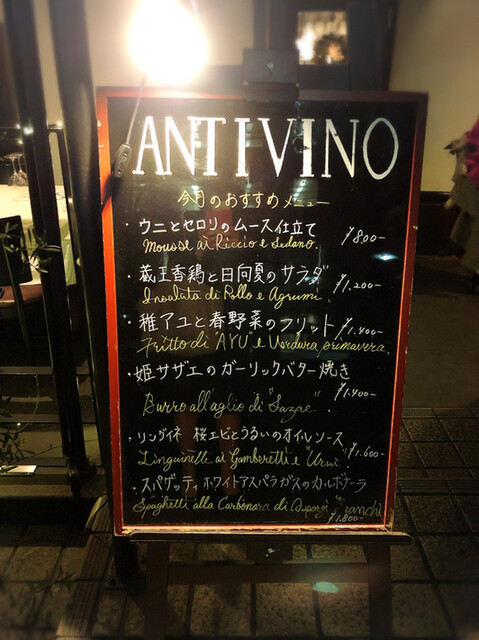 ANTIVINO
今月のおすすめメニュー
・ウニとセロリのムース仕立て ¥800-
Mousse ai Riccio e Sedano.
・蔵王香鶏と日向夏のサラダ ¥1.200-
Insalata di Pollo e Agrumi.
・稚アユと春野菜のフリット ¥1.400-
Fritto di "AYU" e Verdura primavera.
・姫サザエのガーリックバター焼き ¥1.400-
Burro all'aglio di "Sazae".
・リングイネ 桜エビとうるいのオイルソース
Linguinelle ai Gamberetti e "Urui". ¥1.600-
・スパゲッティ ホワイトアスパラガスのカルボナーラ
Spaghetti alla Carbonara di Asparagi Bianchi
¥1.800-